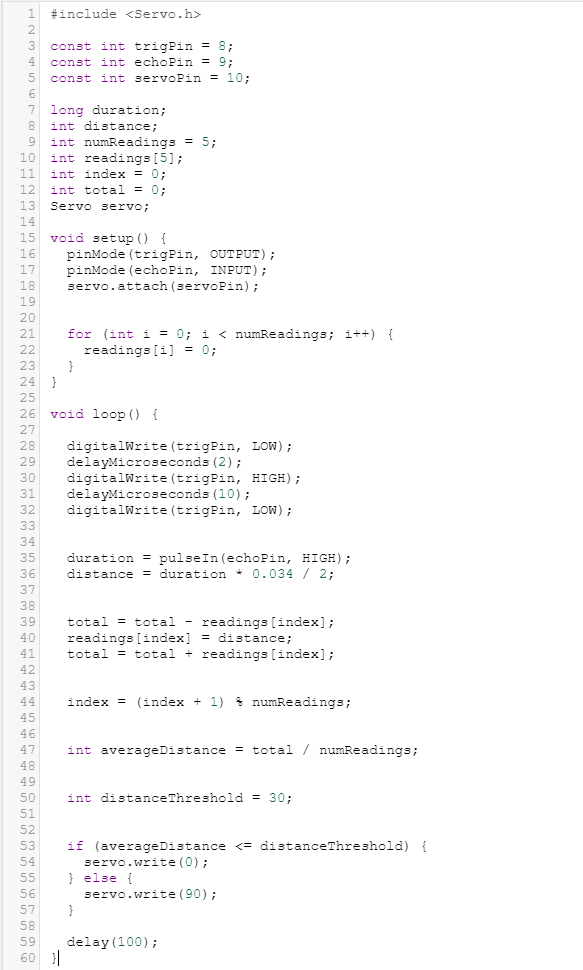 1 #include <Servo.h>
2
3 const int trigPin = 8;
4 const int echoPin = 9;
5 const int servoPin = 10;
6
7 long duration;
8 int distance;
9 int numReadings = 5;
10 int readings[5];
11 int index = 0;
12 int total = 0;
13 Servo servo;
14
15 void setup() {
16   pinMode(trigPin, OUTPUT);
17   pinMode(echoPin, INPUT);
18   servo.attach(servoPin);
19
20
21   for (int i = 0; i < numReadings; i++) {
22     readings[i] = 0;
23   }
24 }
25
26 void loop() {
27
28   digitalWrite(trigPin, LOW);
29   delayMicroseconds(2);
30   digitalWrite(trigPin, HIGH);
31   delayMicroseconds(10);
32   digitalWrite(trigPin, LOW);
33
34
35   duration = pulseIn(echoPin, HIGH);
36   distance = duration * 0.034 / 2;
37
38
39   total = total - readings[index];
40   readings[index] = distance;
41   total = total + readings[index];
42
43
44   index = (index + 1) % numReadings;
45
46
47   int averageDistance = total / numReadings;
48
49
50   int distanceThreshold = 30;
51
52
53   if (averageDistance <= distanceThreshold) {
54     servo.write(0);
55   } else {
56     servo.write(90);
57   }
58
59   delay(100);
60 }